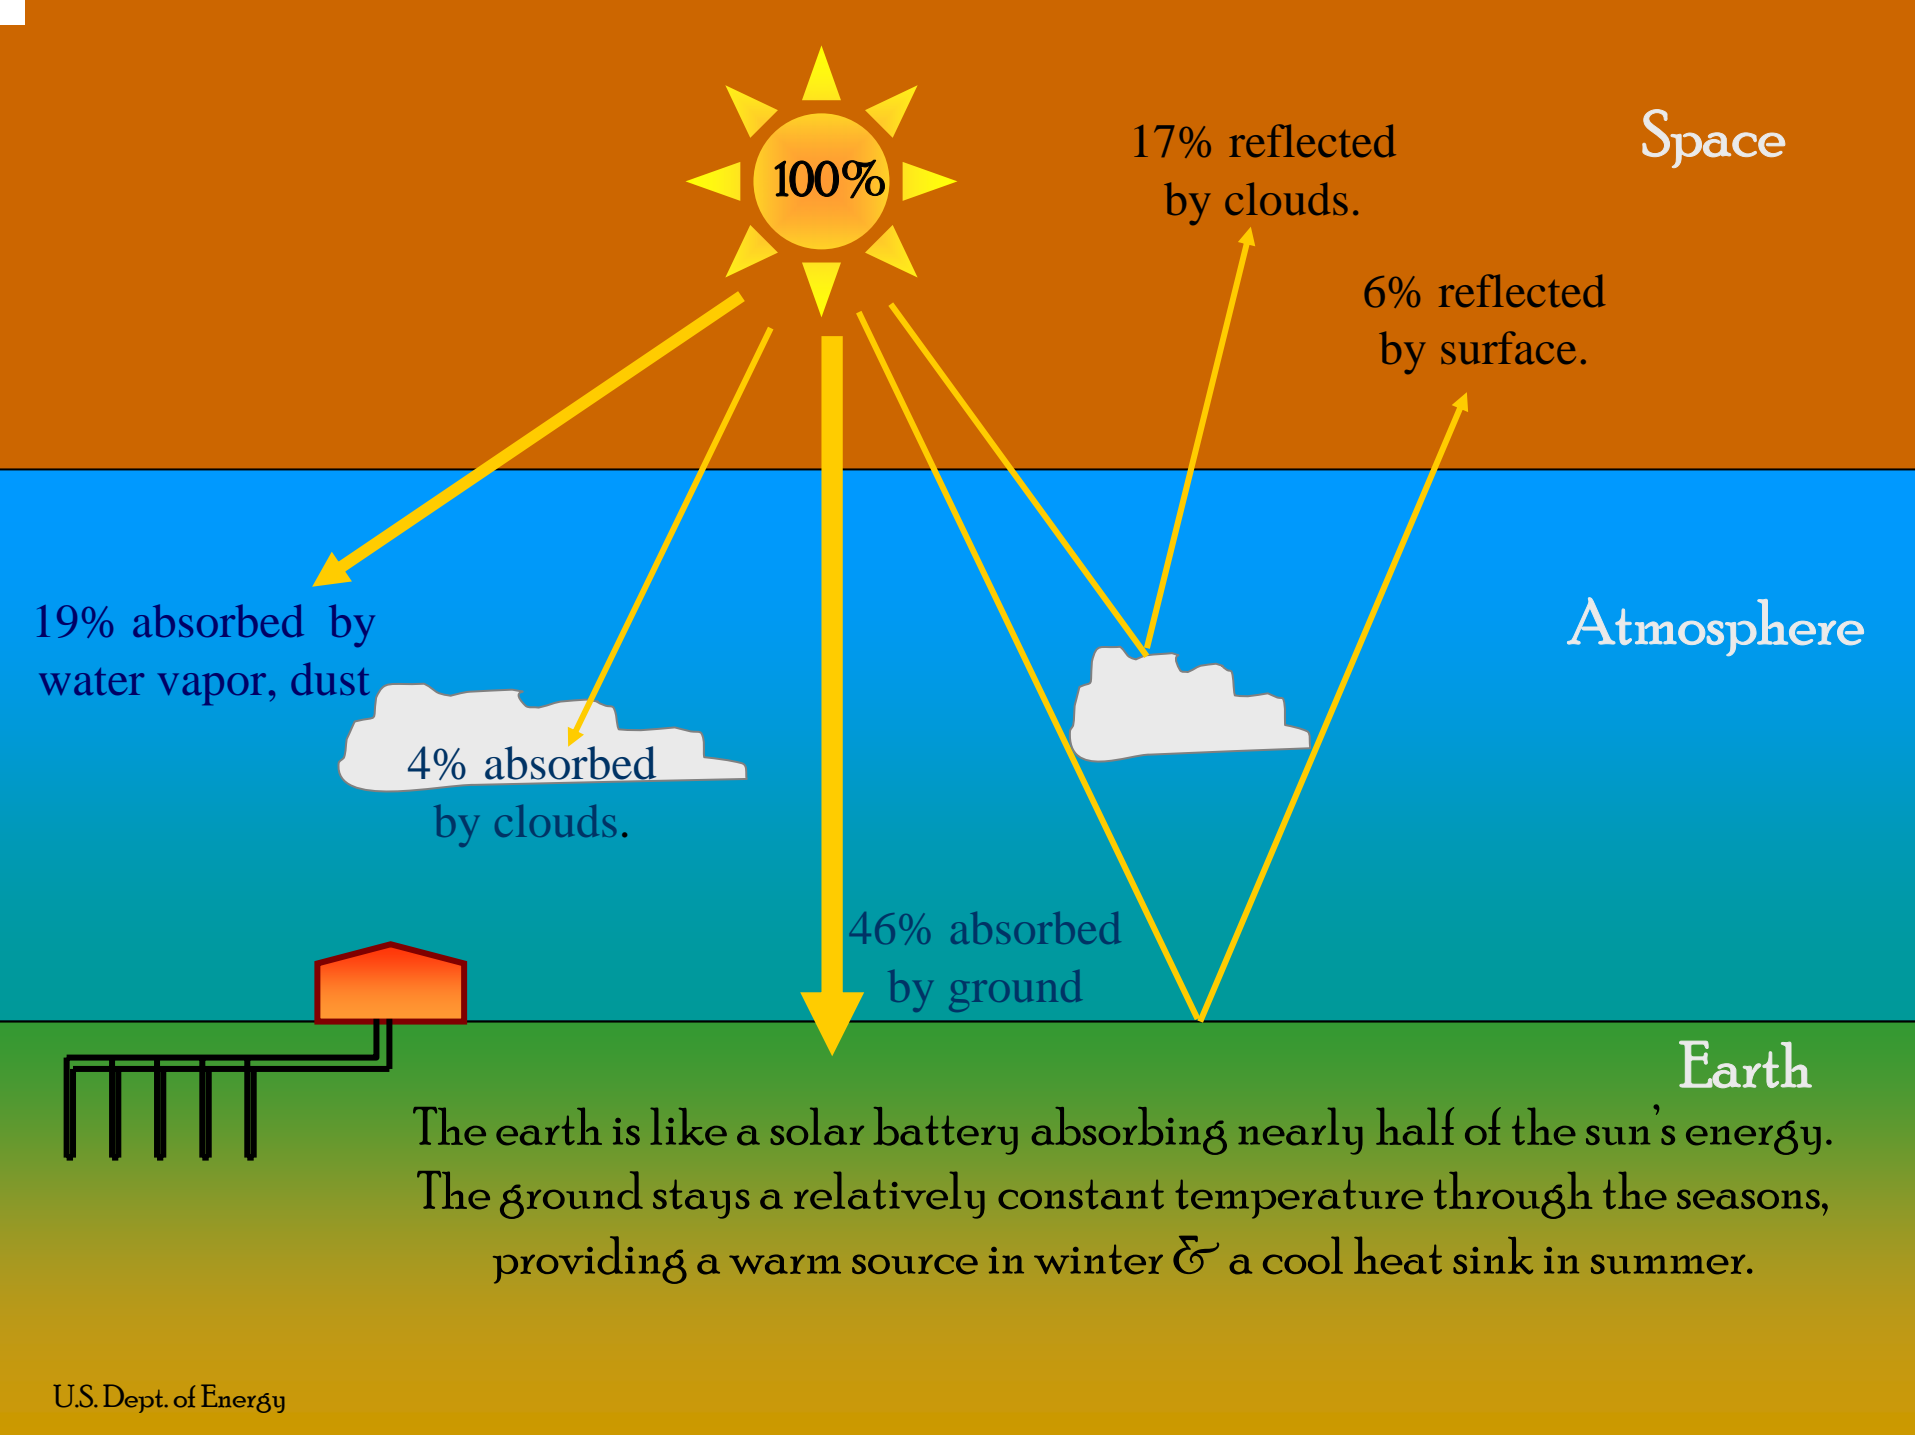 100%
17% reflected
by clouds.
Space
6% reflected
by surface.
19% absorbed by
water vapor, dust
Atmosphere
4% absorbed
by clouds.
46% absorbed
by ground
Earth
The earth is like a solar battery absorbing nearly half of the sun's energy.
The ground stays a relatively constant temperature through the seasons,
providing a warm source in winter & a cool heat sink in summer.
U.S. Dept. of Energy